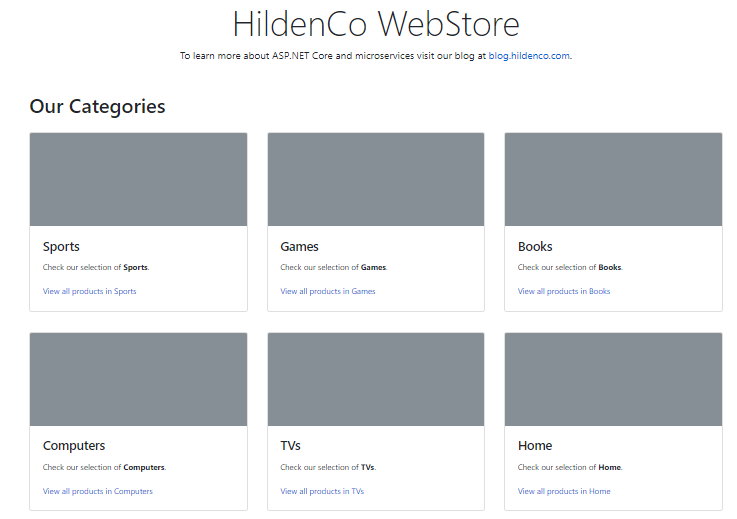 HildenCo WebStore
To learn more about ASP.NET Core and microservices visit our blog at blog.hildenco.com.
Our Categories
Sports
Check our selection of Sports.
View all products in Sports
Games
Check our selection of Games.
View all products in Games
Books
Check our selection of Books.
View all products in Books
Computers
Check our selection of Computers.
View all products in Computers
TVs
Check our selection of TVs.
View all products in TVs
Home
Check our selection of Home.
View all products in Home